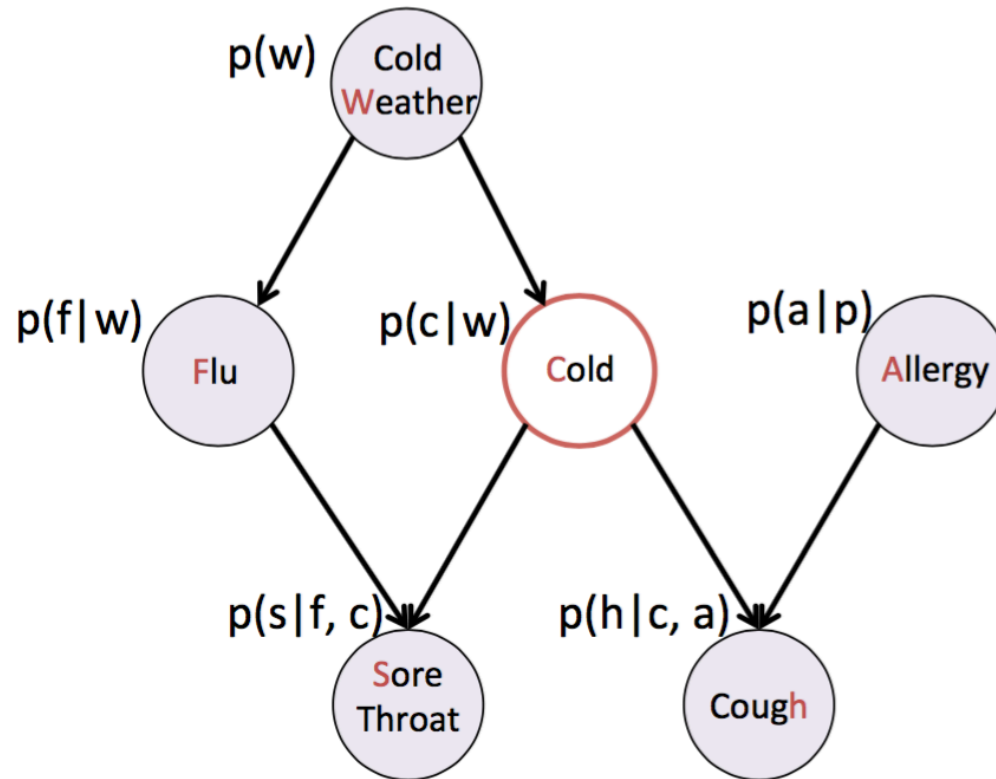 p(w)
Cold
Weather
p(f|w)
p(c|w)
p(a|p)
Flu
Cold
Allergy
p(s|f, c)
p(h|c, a)
Sore
Throat
Cough